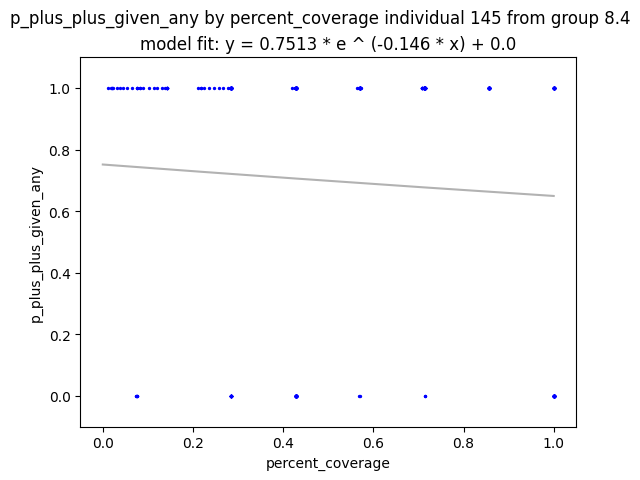 p_plus_plus_given_any by percent_coverage individual 145 from group 8.4
model fit: y = 0.7513 * e ^ (-0.146 * x) + 0.0
1.0
0.8
0.6
0.4
0.2
0.0
p_plus_plus_given_any
0.0 0.2 0.4 0.6 0.8 1.0
percent_coverage